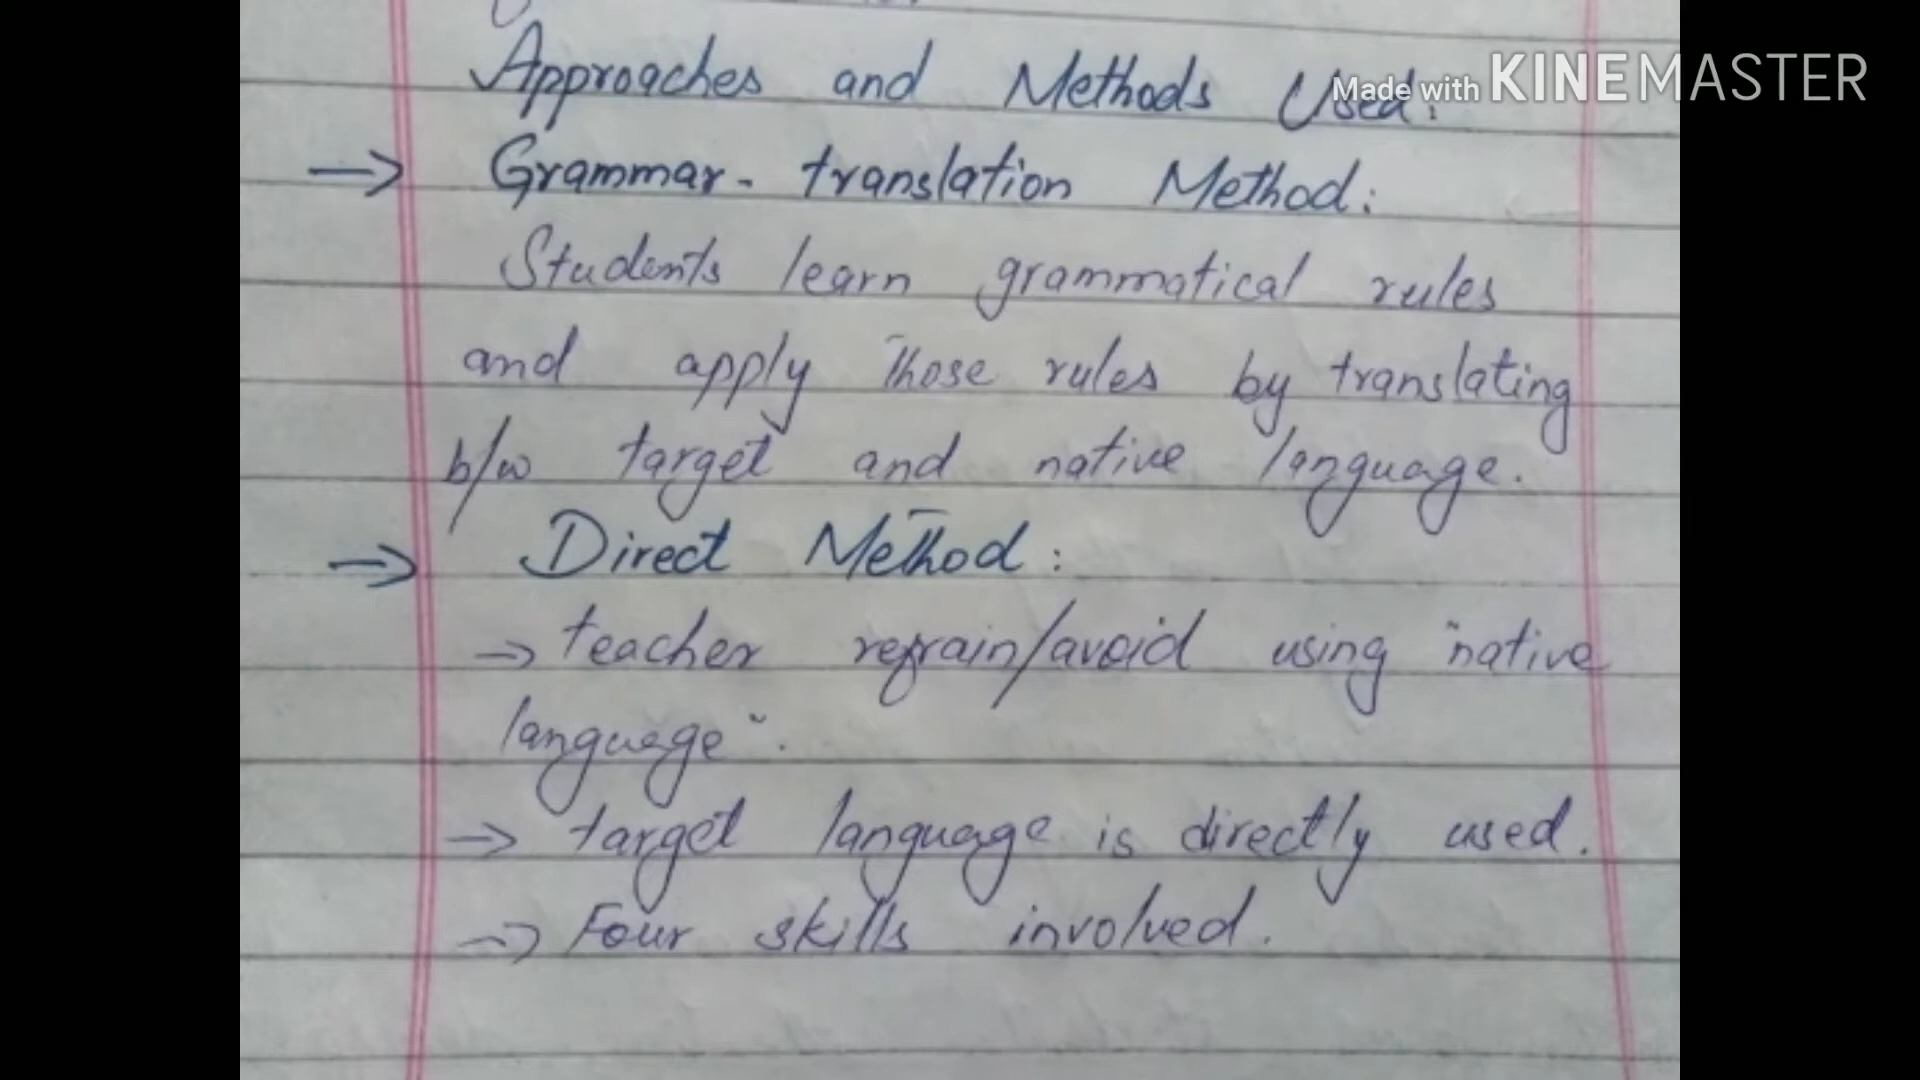 Approaches and Methods Used:
Made with KINEMASTER
→ Grammar-translation Method:
Students learn grammatical rules
and apply those rules by translating
b/w target and native language.
→ Direct Method:
→ teacher refrain/avoid using "native
language".
→ target language is directly used.
→ Four skills involved.